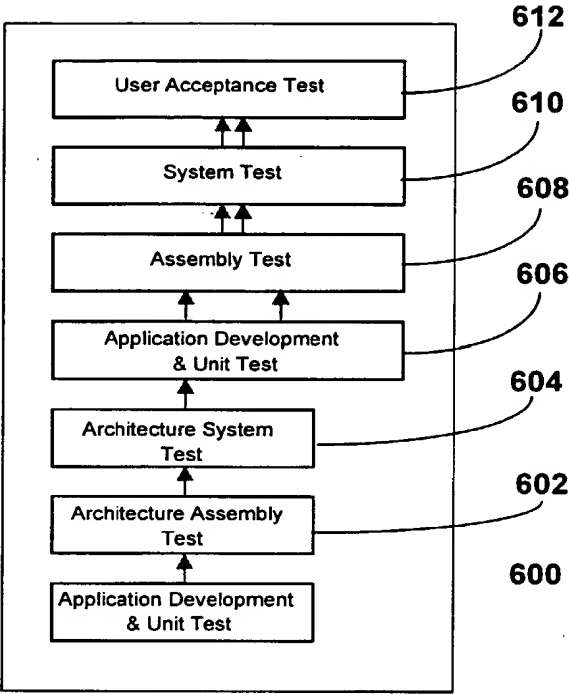 612
User Acceptance Test
610
System Test
608
Assembly Test
606
Application Development
& Unit Test
604
Architecture System
Test
602
Architecture Assembly
Test
600
Application Development
& Unit Test